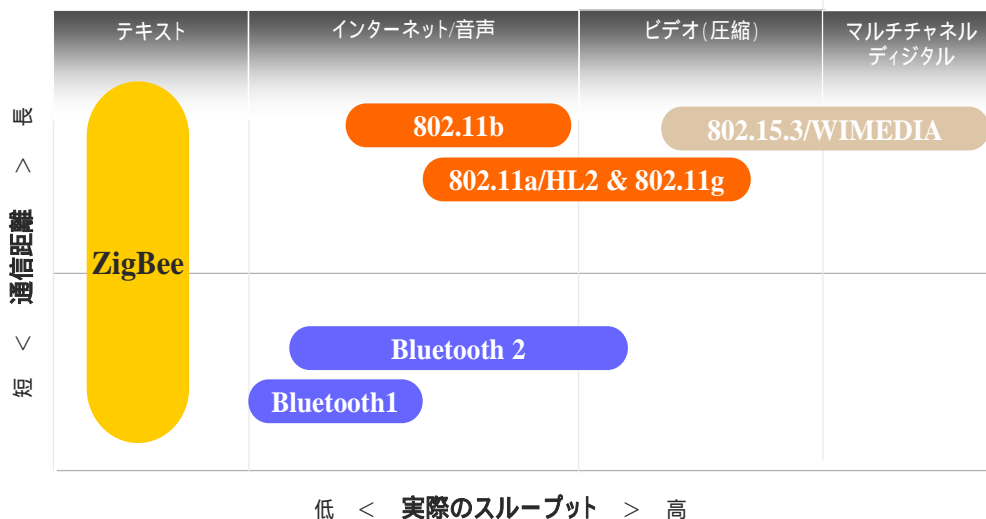 テキスト
インターネット/音声
ビデオ(圧縮)
マルチチャネル
ディジタル
802.11b
802.15.3/WIMEDIA
802.11a/HL2 & 802.11g
ZigBee
Bluetooth 2
Bluetooth1
短 < 通信距離 > 長
低 < 実際のスループット > 高